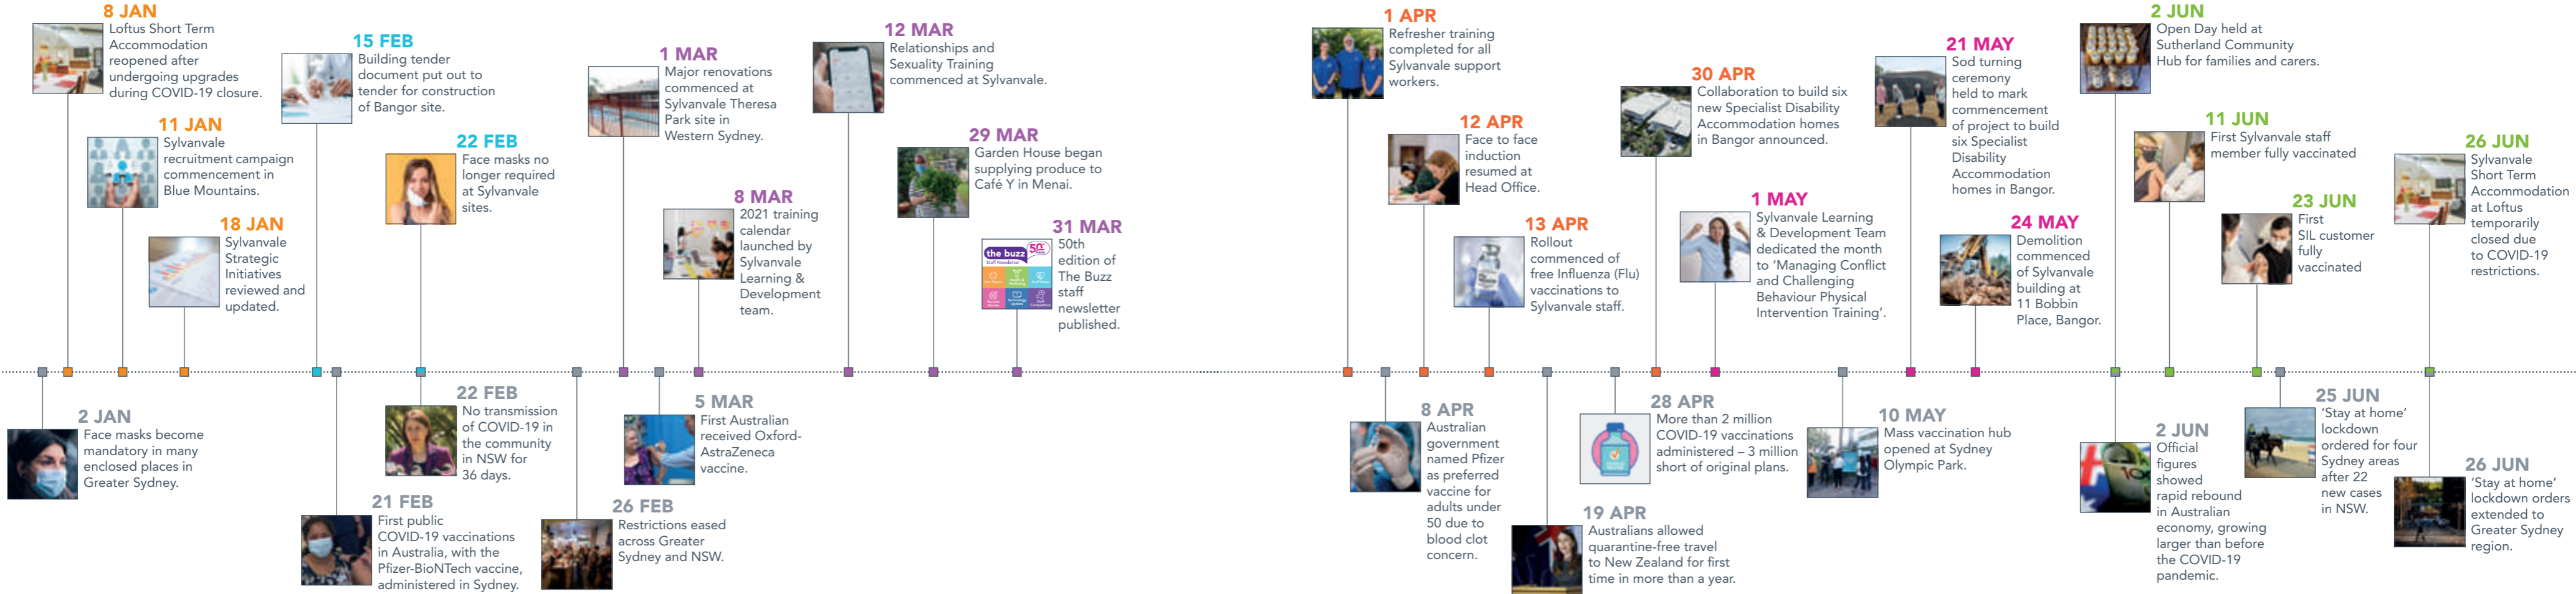 8 JAN
Loftus Short Term
Accommodation
reopened after
undergoing upgrades
during COVID-19 closure.
11 JAN
Sylvanvale
recruitment campaign
commencement in
Blue Mountains.
18 JAN
Sylvanvale
Strategic
Initiatives
reviewed and
updated.
15 FEB
Building tender
document put out to
tender for construction
of Bangor site.
22 FEB
Face masks no
longer required
at Sylvanvale
sites.
1 MAR
Major renovations
commenced at
Sylvanvale Theresa
Park site in
Western Sydney.
8 MAR
2021 training
calendar
launched by
Sylvanvale
Learning &
Development
team.
12 MAR
Relationships and
Sexuality Training
commenced at Sylvanvale.
29 MAR
Garden House began
supplying produce to
Café Y in Menai.
31 MAR
50th
edition of
The Buzz
staff
newsletter
published.
the buzz
Staff Newsletter
50
1 APR
Refresher training
completed for all
Sylvanvale support
workers.
12 APR
Face to face
induction
resumed at
Head Office.
13 APR
Rollout
commenced of
free Influenza (Flu)
vaccinations to
Sylvanvale staff.
30 APR
Collaboration to build six
new Specialist Disability
Accommodation homes
in Bangor announced.
1 MAY
Sylvanvale Learning
& Development Team
dedicated the month
to ‘Managing Conflict
and Challenging
Behaviour Physical
Intervention Training’.
21 MAY
Sod turning
ceremony
held to mark
commencement
of project to build
six Specialist
Disability
Accommodation
homes in Bangor.
24 MAY
Demolition
commenced
of Sylvanvale
building at
11 Bobbin
Place, Bangor.
2 JUN
Open Day held at
Sutherland Community
Hub for families and carers.
11 JUN
First Sylvanvale staff
member fully vaccinated
23 JUN
First
SIL customer
fully
vaccinated
26 JUN
Sylvanvale
Short Term
Accommodation
at Loftus
temporarily
closed due
to COVID-19
restrictions.
2 JAN
Face masks become
mandatory in many
enclosed places in
Greater Sydney.
21 FEB
First public
COVID-19 vaccinations
in Australia, with the
Pfizer-BioNTech vaccine,
administered in Sydney.
22 FEB
No transmission
of COVID-19 in
the community
in NSW for
36 days.
26 FEB
Restrictions eased
across Greater
Sydney and NSW.
5 MAR
First Australian
received Oxford-
AstraZeneca
vaccine.
8 APR
Australian
government
named Pfizer
as preferred
vaccine for
adults under
50 due to
blood clot
concern.
19 APR
Australians allowed
quarantine-free travel
to New Zealand for first
time in more than a year.
28 APR
More than 2 million
COVID-19 vaccinations
administered – 3 million
short of original plans.
10 MAY
Mass vaccination hub
opened at Sydney
Olympic Park.
2 JUN
Official
figures
showed
rapid rebound
in Australian
economy, growing
larger than before
the COVID-19
pandemic.
25 JUN
‘Stay at home’
lockdown
ordered for four
Sydney areas
after 22
new cases
in NSW.
26 JUN
‘Stay at home’
lockdown orders
extended to
Greater Sydney
region.